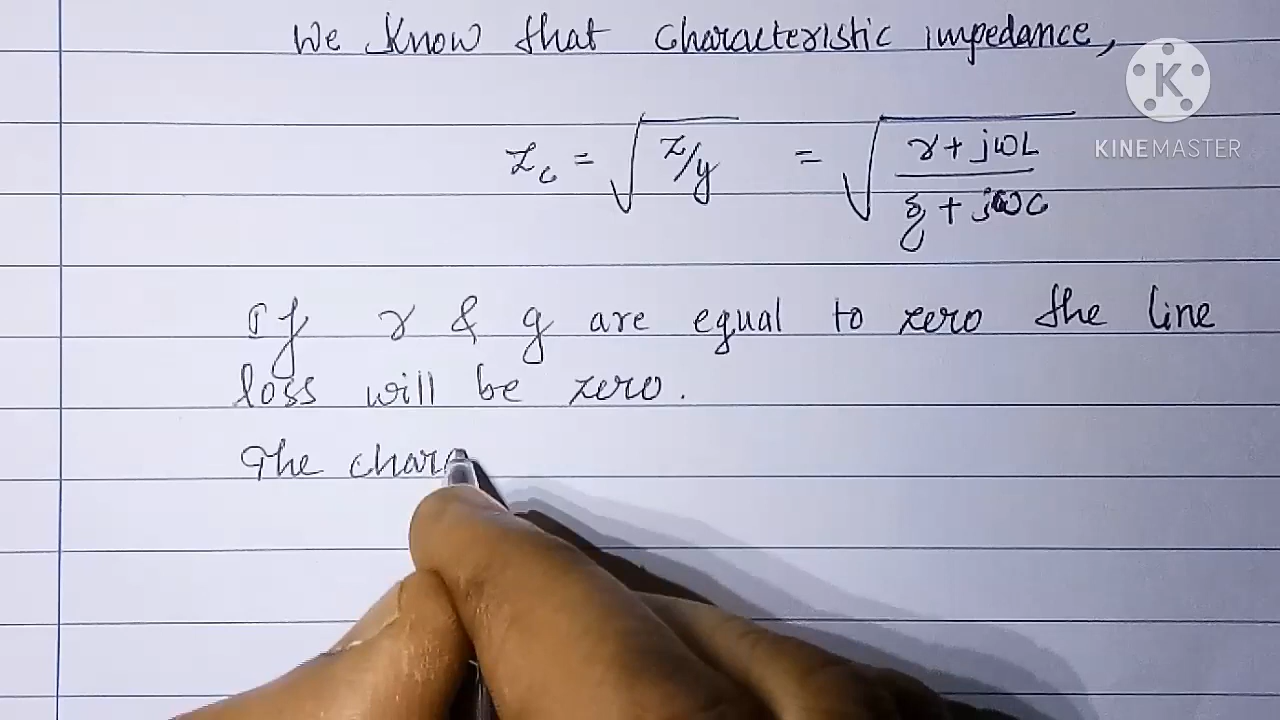 We know that characteristic impedance,
K
KINEMASTER
Zc = √z/y = √(r + jωL)/(g + jωc)
If r & g are equal to zero the line
loss will be zero.
The chara